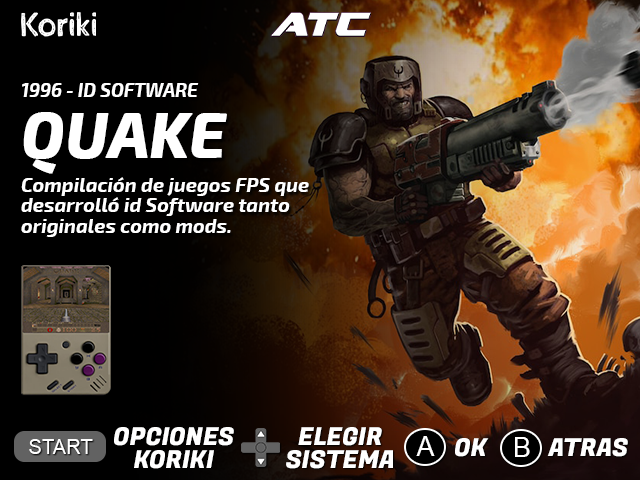 Koriki
ATC
1996 - ID SOFTWARE
QUAKE
Compilación de juegos FPS que
desarrolló id Software tanto
originales como mods.
START
OPCIONES
KORIKI
ELEGIR
SISTEMA
A
OK
B
ATRAS